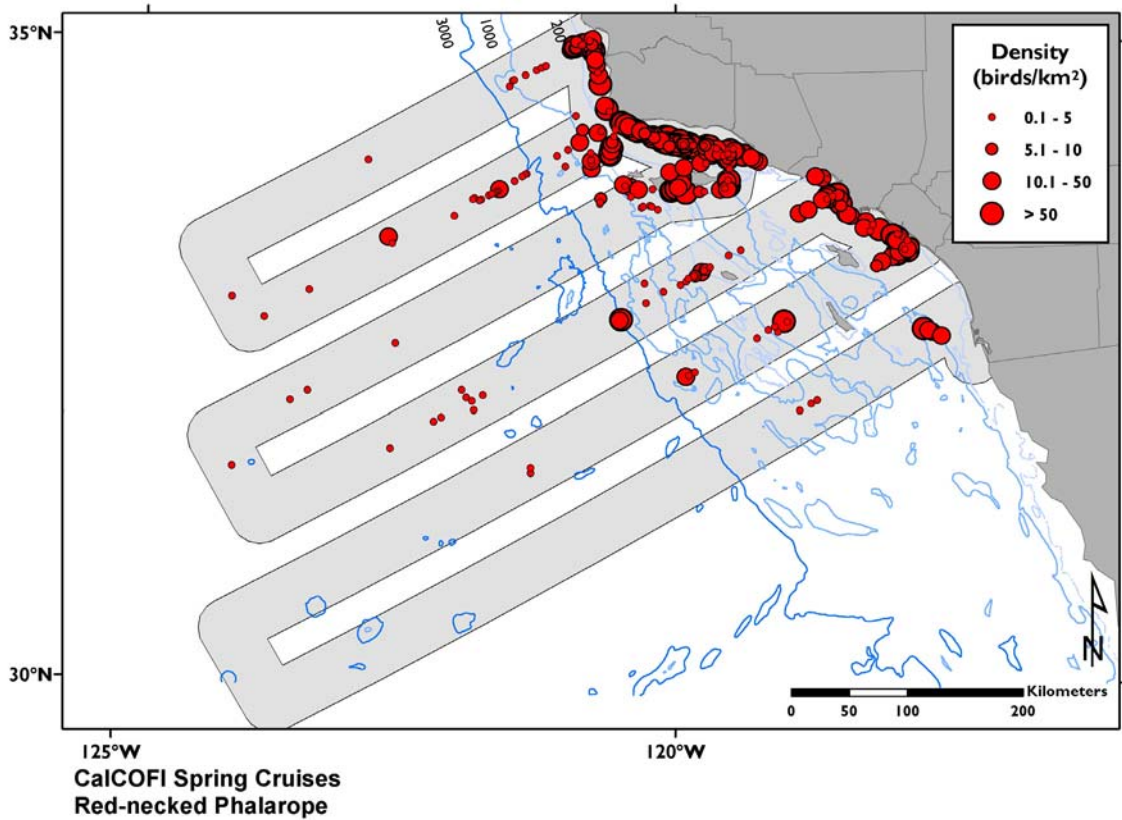 35°N
3000
1000
200
Density
(birds/km²)
0.1 - 5
5.1 - 10
10.1 - 50
> 50
N
30°N
Kilometers
0 50 100 200
125°W
120°W
CalCOFI Spring Cruises
Red-necked Phalarope